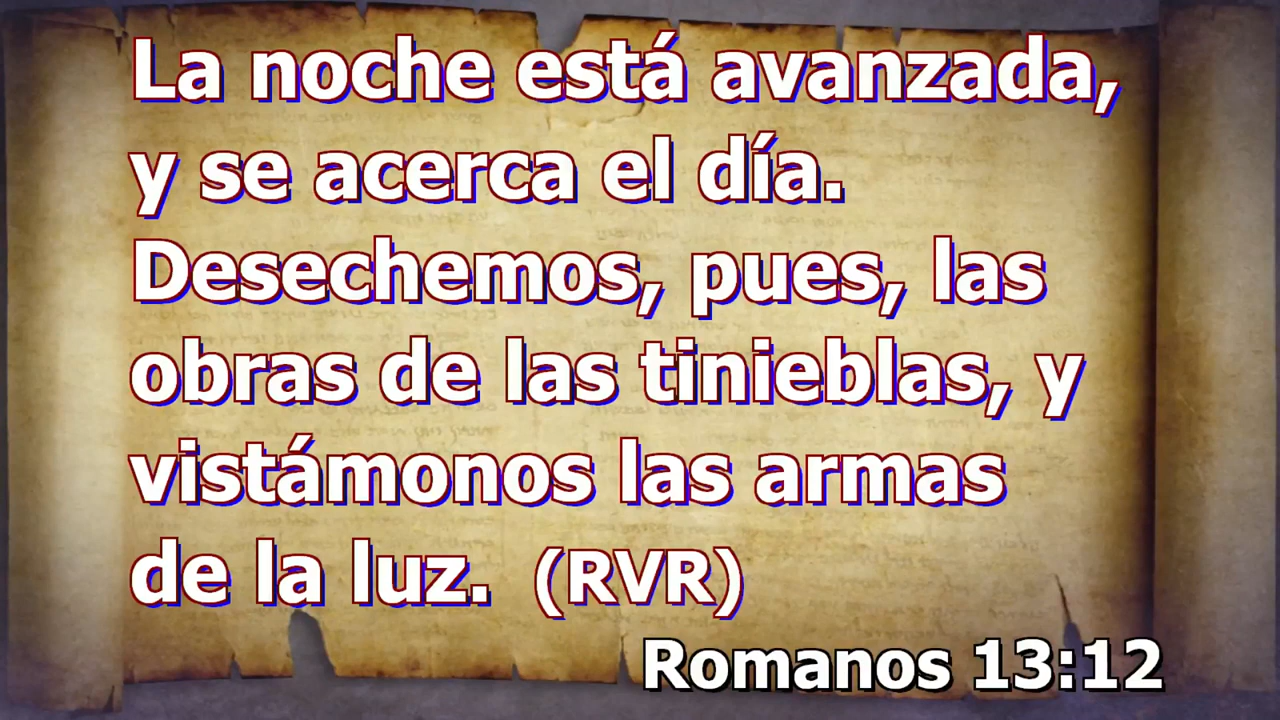 La noche está avanzada,
y se acerca el día.
Desechemos, pues, las
obras de las tinieblas, y
vistámonos las armas
de la luz. (RVR)
Romanos 13:12